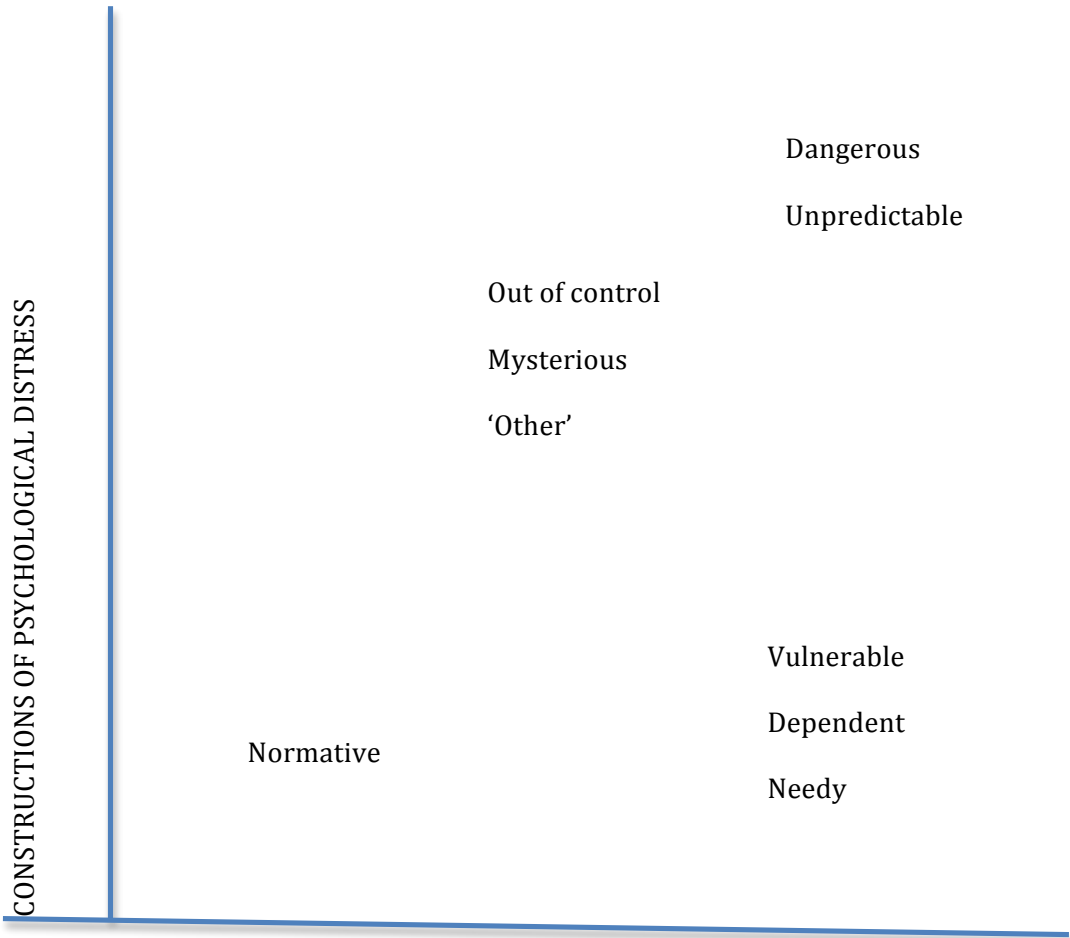 CONSTRUCTIONS OF PSYCHOLOGICAL DISTRESS
Dangerous
Unpredictable
Out of control
Mysterious
‘Other’
Vulnerable
Dependent
Needy
Normative